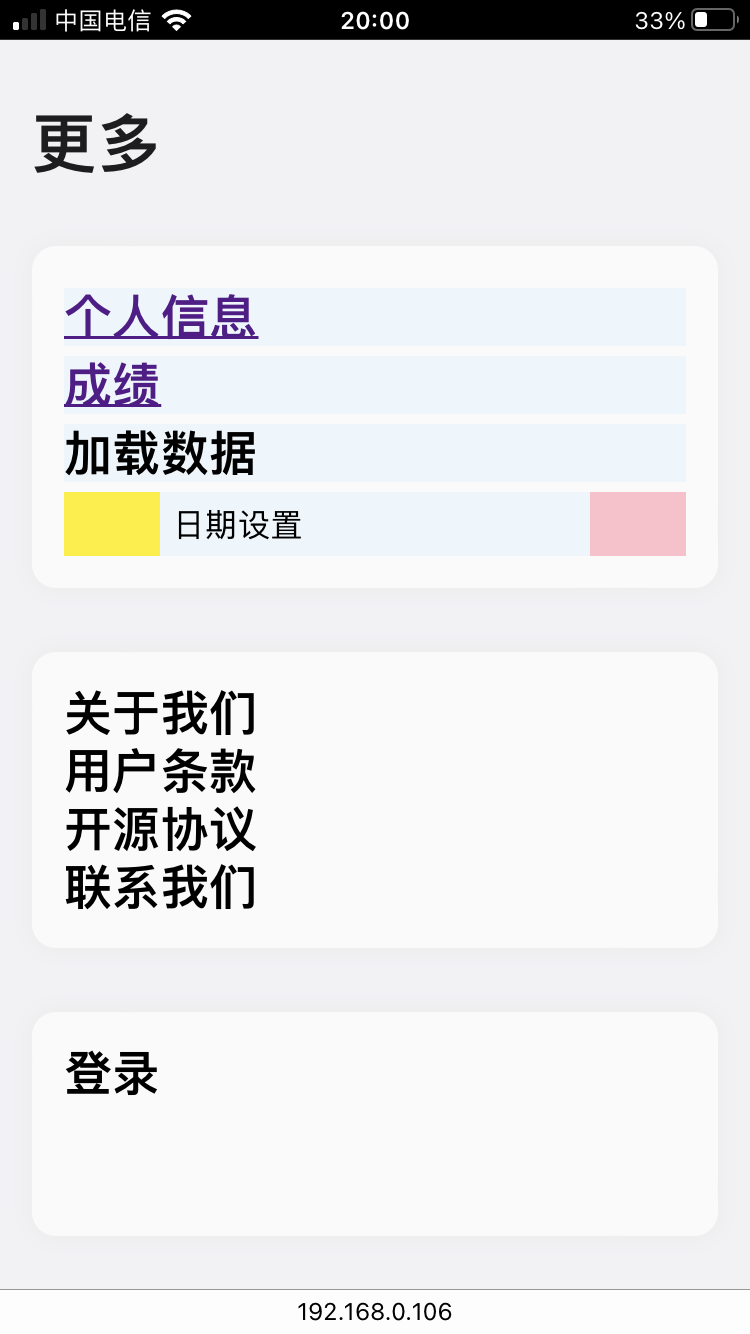 中国电信 20:00 33%
更多
个人信息
成绩
加载数据
日期设置
关于我们
用户条款
开源协议
联系我们
登录
192.168.0.106